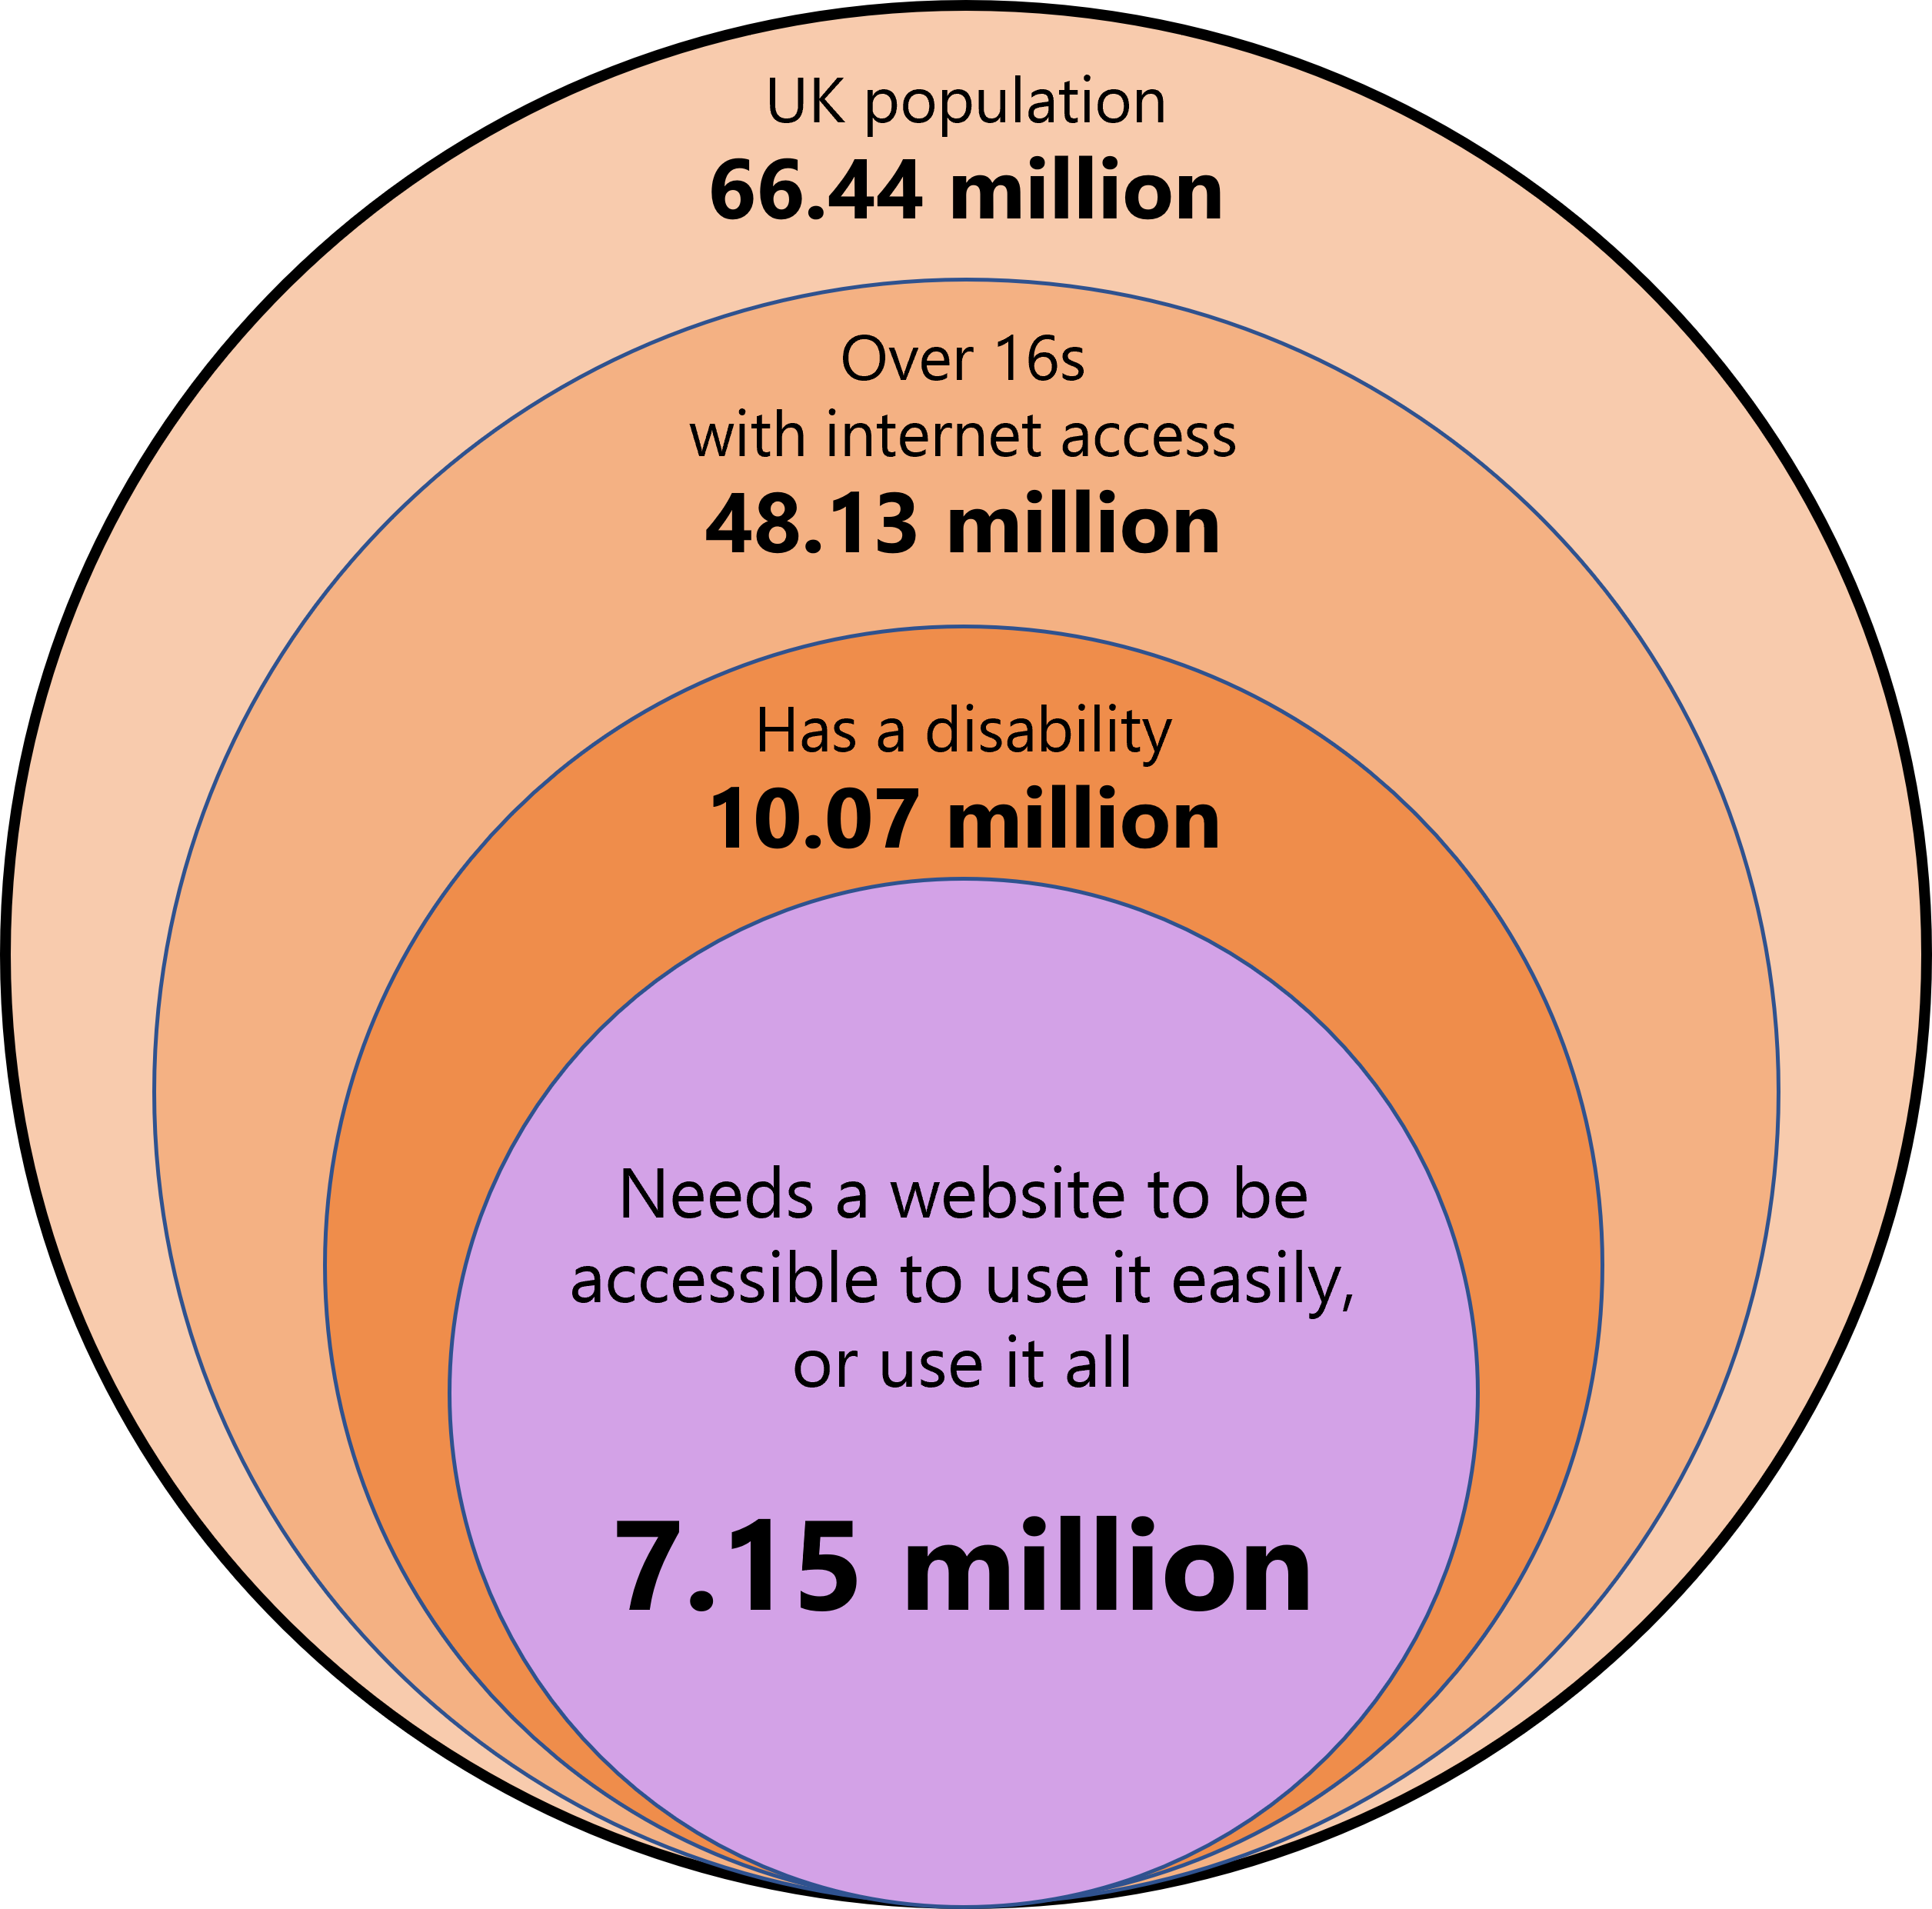 UK population
66.44 million
Over 16s
with internet access
48.13 million
Has a disability
10.07 million
Needs a website to be
accessible to use it easily,
or use it all
7.15 million